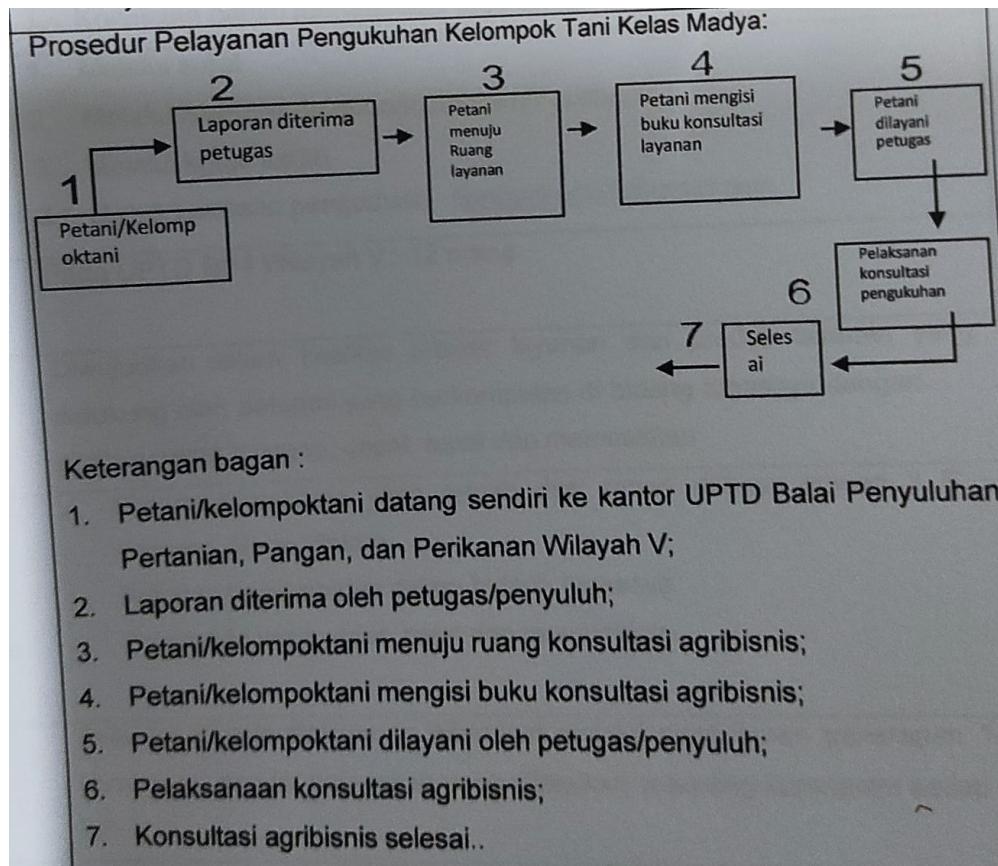 Prosedur Pelayanan Pengukuhan Kelompok Tani Kelas Madya:
1
Petani/Kelomp
oktani
2
Laporan diterima
petugas
3
Petani
menuju
Ruang
layanan
4
Petani mengisi
buku konsultasi
layanan
5
Petani
dilayani
petugas
6
Pelaksanan
konsultasi
pengukuhan
7
Seles
ai
Keterangan bagian :
1. Petani/kelompoktani datang sendiri ke kantor UPTD Balai Penyuluhan
Pertanian, Pangan, dan Perikanan Wilayah V;
2. Laporan diterima oleh petugas/penyuluh;
3. Petani/kelompoktani menuju ruang konsultasi agribisnis;
4. Petani/kelompoktani mengisi buku konsultasi agribisnis;
5. Petani/kelompoktani dilayani oleh petugas/penyuluh;
6. Pelaksanaan konsultasi agribisnis;
7. Konsultasi agribisnis selesai..